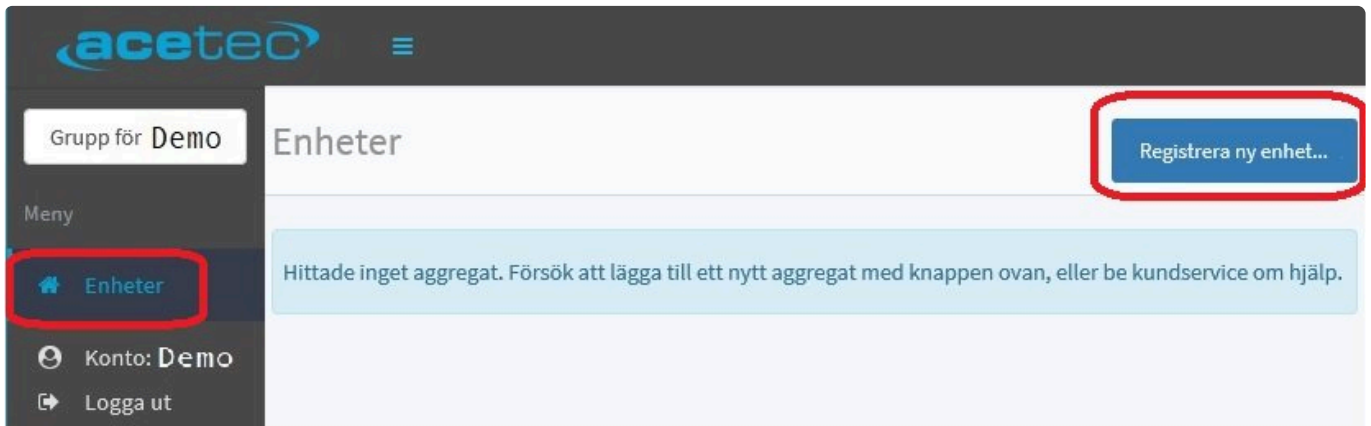 acetec
Grupp för Demo
Enheter
Registrera ny enhet...
Meny
Hittade inget aggregat. Försök att lägga till ett nytt aggregat med knappen ovan, eller be kundservice om hjälp.
Enheter
Konto: Demo
Logga ut